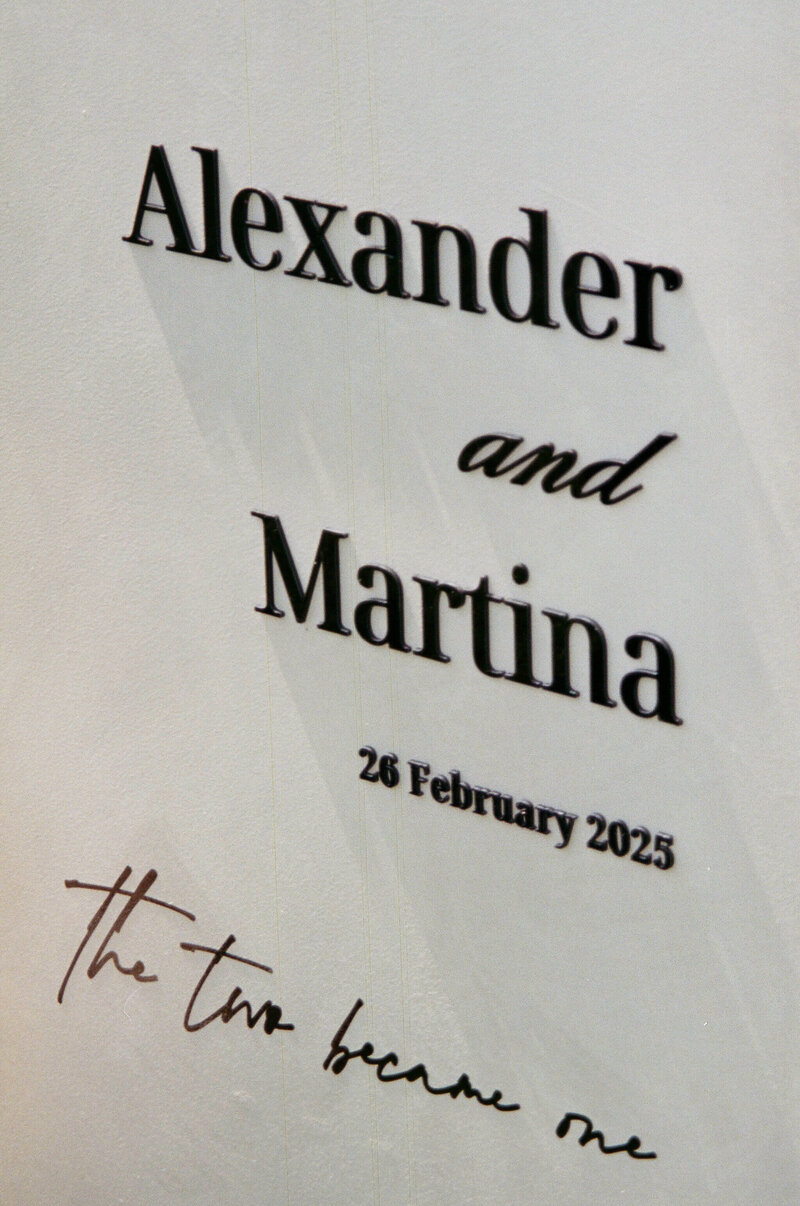 Alexander
and
Martina
26 February 2025
the two became one